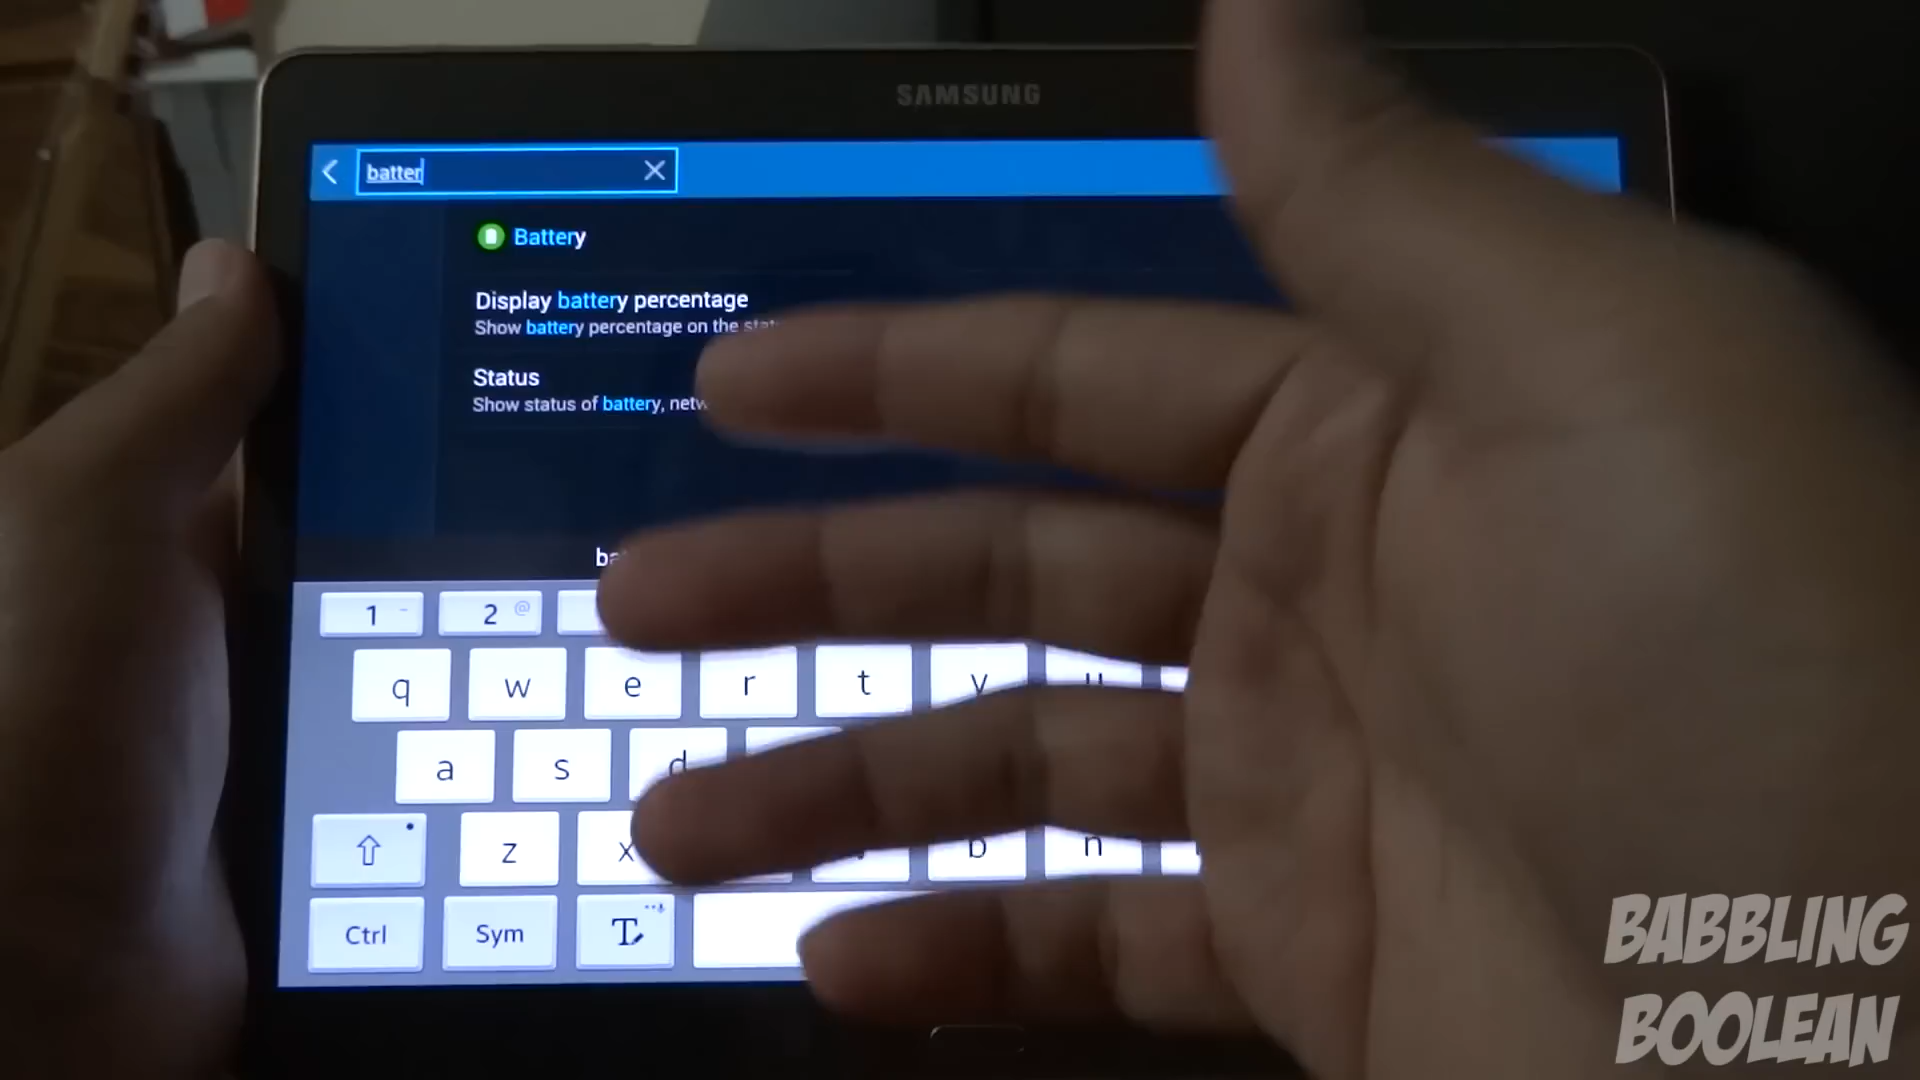 SAMSUNG
batter
Battery
Display battery percentage
Show battery percentage on the
Status
Show status of battery,
1 - 2 @
q w e r t y u
a s d
z x b n
Ctrl Sym T
BABBLING
BOOLEAN